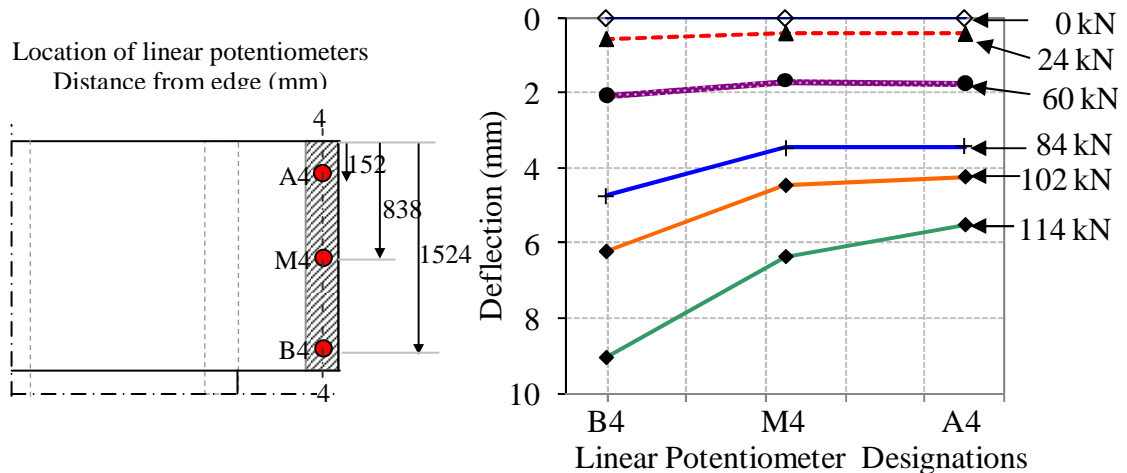 Location of linear potentiometers
Distance from edge (mm)
4
152
A4
838
M4
1524
B4
4
Deflection (mm)
0
2
4
6
8
10
0 kN
24 kN
60 kN
84 kN
102 kN
114 kN
B4 M4 A4
Linear Potentiometer Designations